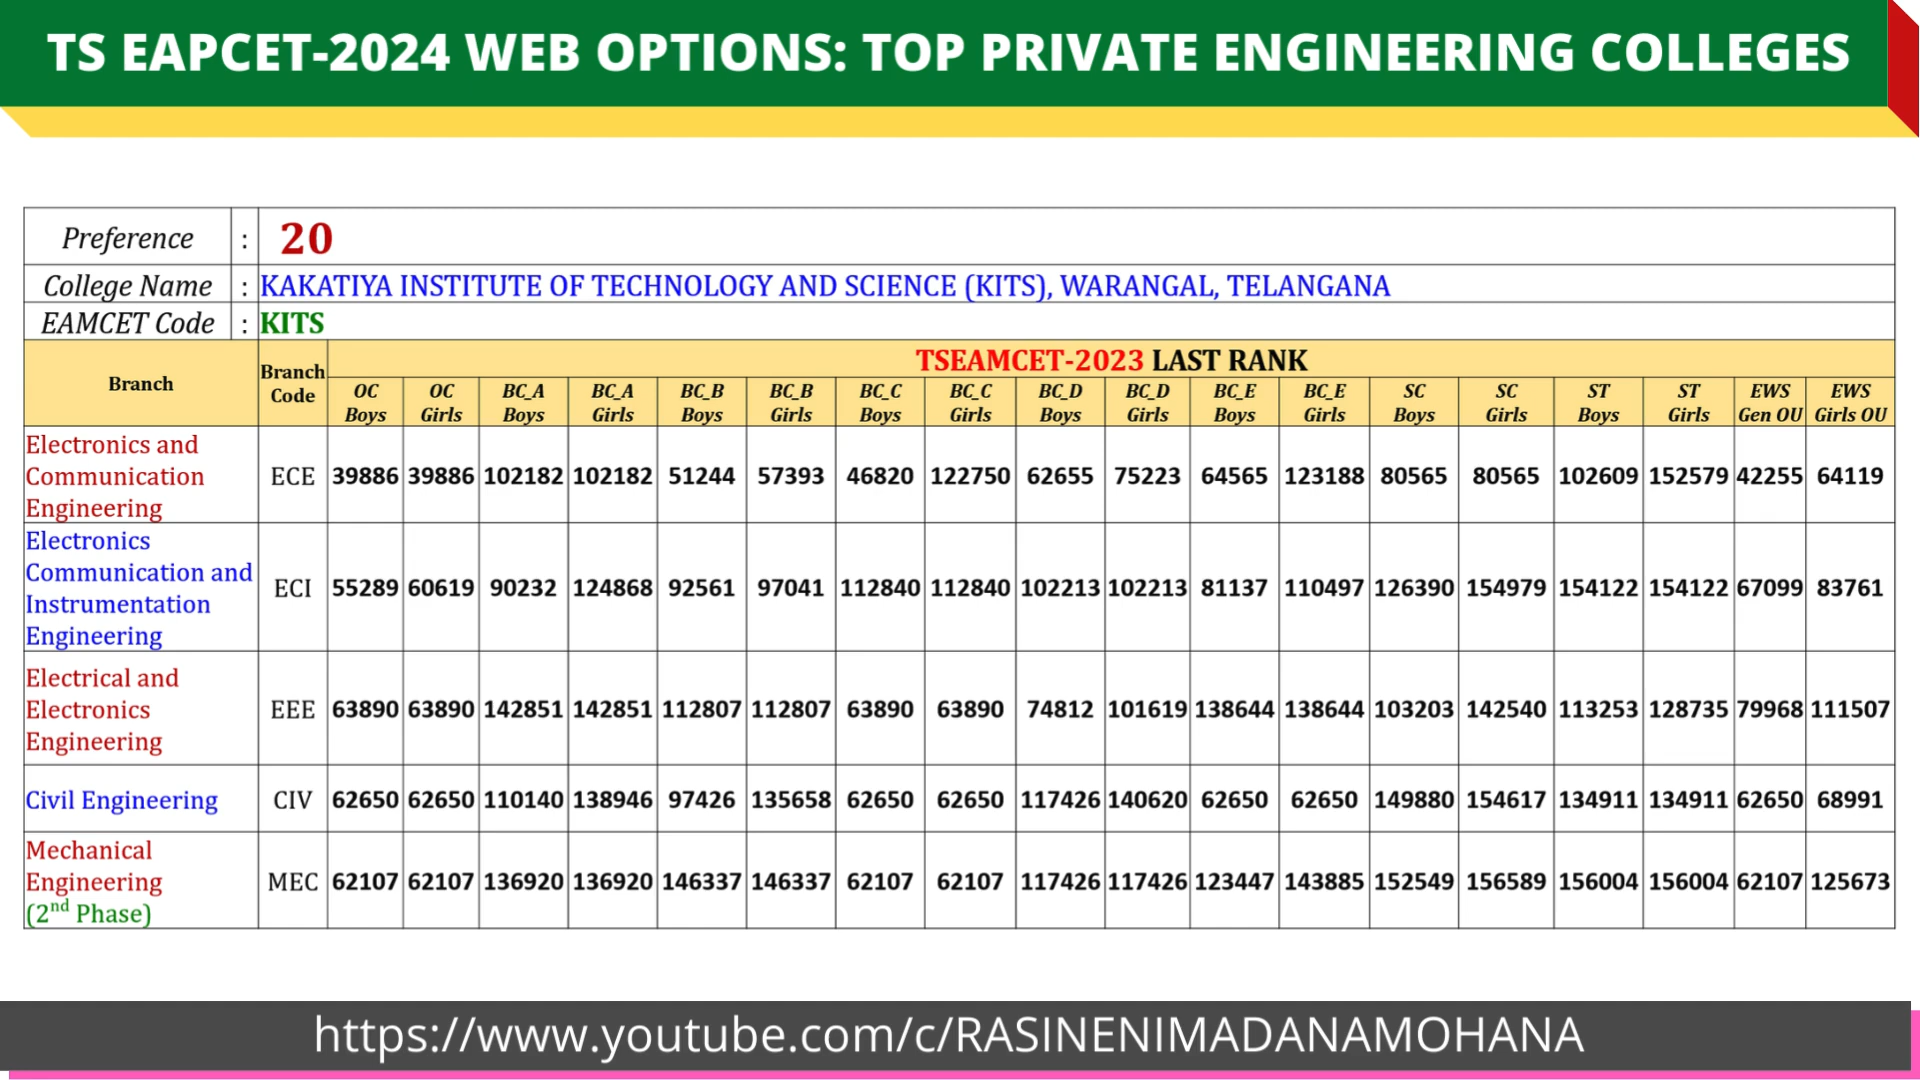 TS EAPCET-2024 WEB OPTIONS: TOP PRIVATE ENGINEERING COLLEGES
Preference : 20
College Name : KAKATIYA INSTITUTE OF TECHNOLOGY AND SCIENCE (KITS), WARANGAL, TELANGANA
EAMCET Code : KITS
Branch Branch Code TSEAMCET-2023 LAST RANK
OC Boys OC Girls BC_A Boys BC_A Girls BC_B Boys BC_B Girls BC_C Boys BC_C Girls BC_D Boys BC_D Girls BC_E Boys BC_E Girls SC Boys SC Girls ST Boys ST Girls EWS Gen OU EWS Girls OU
Electronics and Communication Engineering ECE 39886 39886 102182 102182 51244 57393 46820 122750 62655 75223 64565 123188 80565 80565 102609 152579 42255 64119
Electronics Communication and Instrumentation Engineering ECI 55289 60619 90232 124868 92561 97041 112840 112840 102213 102213 81137 110497 126390 154979 154122 154122 67099 83761
Electrical and Electronics Engineering EEE 63890 63890 142851 142851 112807 112807 63890 63890 74812 101619 138644 138644 103203 142540 113253 128735 79968 111507
Civil Engineering CIV 62650 62650 110140 138946 97426 135658 62650 62650 117426 140620 62650 62650 149880 154617 134911 134911 62650 68991
Mechanical Engineering (2nd Phase) MEC 62107 62107 136920 136920 146337 146337 62107 62107 117426 117426 123447 143885 152549 156589 156004 156004 62107 125673
https://www.youtube.com/c/RASINENIMADANAMOHANA